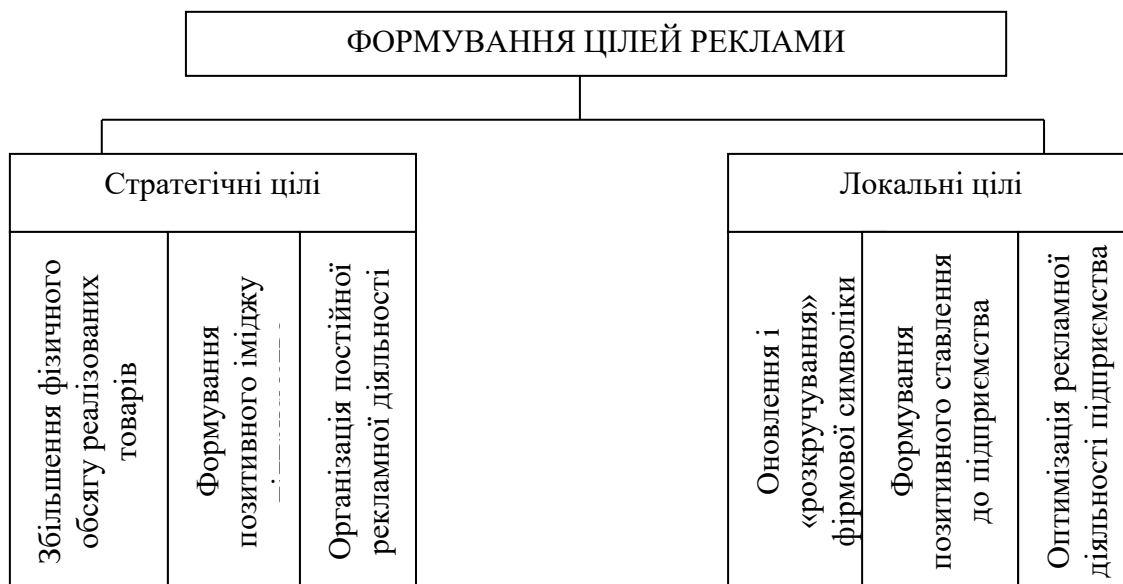 ФОРМУВАННЯ ЦІЛЕЙ РЕКЛАМИ
Стратегічні цілі
Збільшення фізичного
обсягу реалізованих
товарів
Формування
позитивного іміджу
Організація постійної
рекламної діяльності
Локальні цілі
Оновлення і
«розкручування»
фірмової символіки
Формування
позитивного ставлення
до підприємства
Оптимізація рекламної
діяльності підприємства